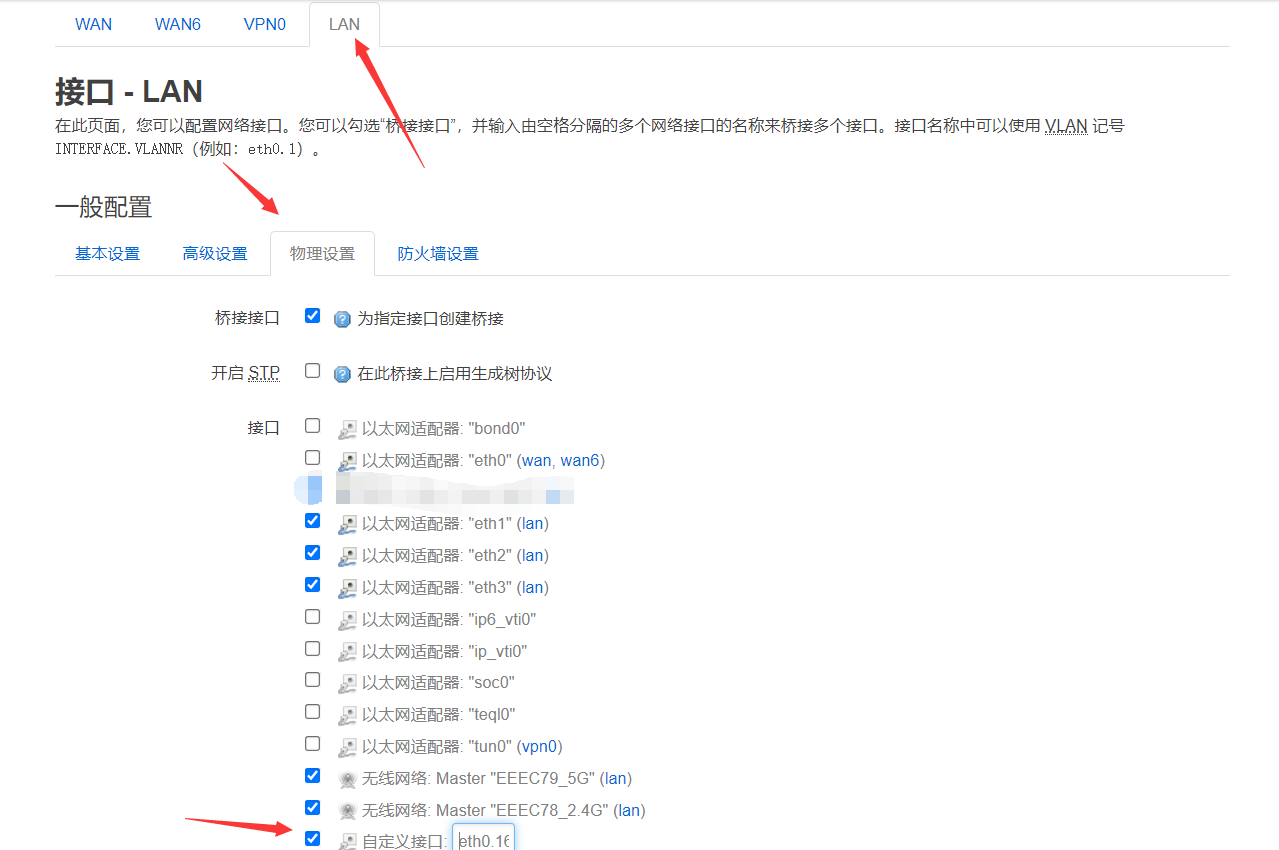 WAN WAN6 VPN0 LAN
接口 - LAN
在此页面，您可以配置网络接口。您可以勾选“桥接接口”，并输入由空格分隔的多个网络接口的名称来桥接多个接口。接口名称中可以使用 VLAN 记号
INTERFACE.VLANNR（例如：eth0.1）。
一般配置
基本设置 高级设置 物理设置 防火墙设置
桥接接口 为指定接口创建桥接
开启 STP 在此桥接上启用生成树协议
接口 以太网适配器: "bond0"
以太网适配器: "eth0" (wan, wan6)
以太网适配器: "eth1" (lan)
以太网适配器: "eth2" (lan)
以太网适配器: "eth3" (lan)
以太网适配器: "ip6_vti0"
以太网适配器: "ip_vti0"
以太网适配器: "soc0"
以太网适配器: "teql0"
以太网适配器: "tun0" (vpn0)
无线网络: Master "EEEC79_5G" (lan)
无线网络: Master "EEEC78_2.4G" (lan)
自定义接口: eth0.16